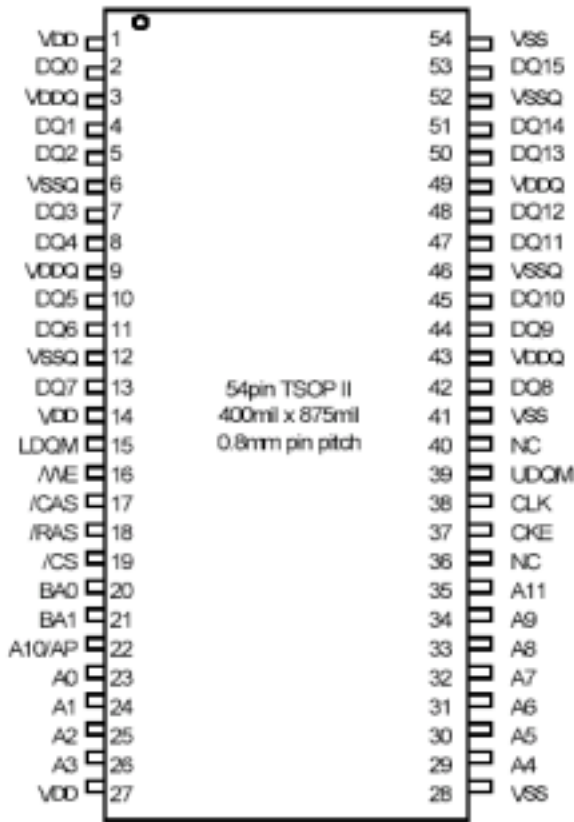 VDD 1 54 VSS
DQ0 2 53 DQ15
VDDQ 3 52 VSSQ
DQ1 4 51 DQ14
DQ2 5 50 DQ13
VSSQ 6 49 VDDQ
DQ3 7 48 DQ12
DQ4 8 47 DQ11
VDDQ 9 46 VSSQ
DQ5 10 45 DQ10
DQ6 11 44 DQ9
VSSQ 12 43 VDDQ
DQ7 13 54pin TSOP II 42 DQ8
VDD 14 400mil x 875mil 41 VSS
LDQM 15 0.8mm pin pitch 40 NC
/WE 16 39 UDQM
/CAS 17 38 CLK
/RAS 18 37 CKE
/CS 19 36 NC
BA0 20 35 A11
BA1 21 34 A9
A10/AP 22 33 A8
A0 23 32 A7
A1 24 31 A6
A2 25 30 A5
A3 26 29 A4
VDD 27 28 VSS